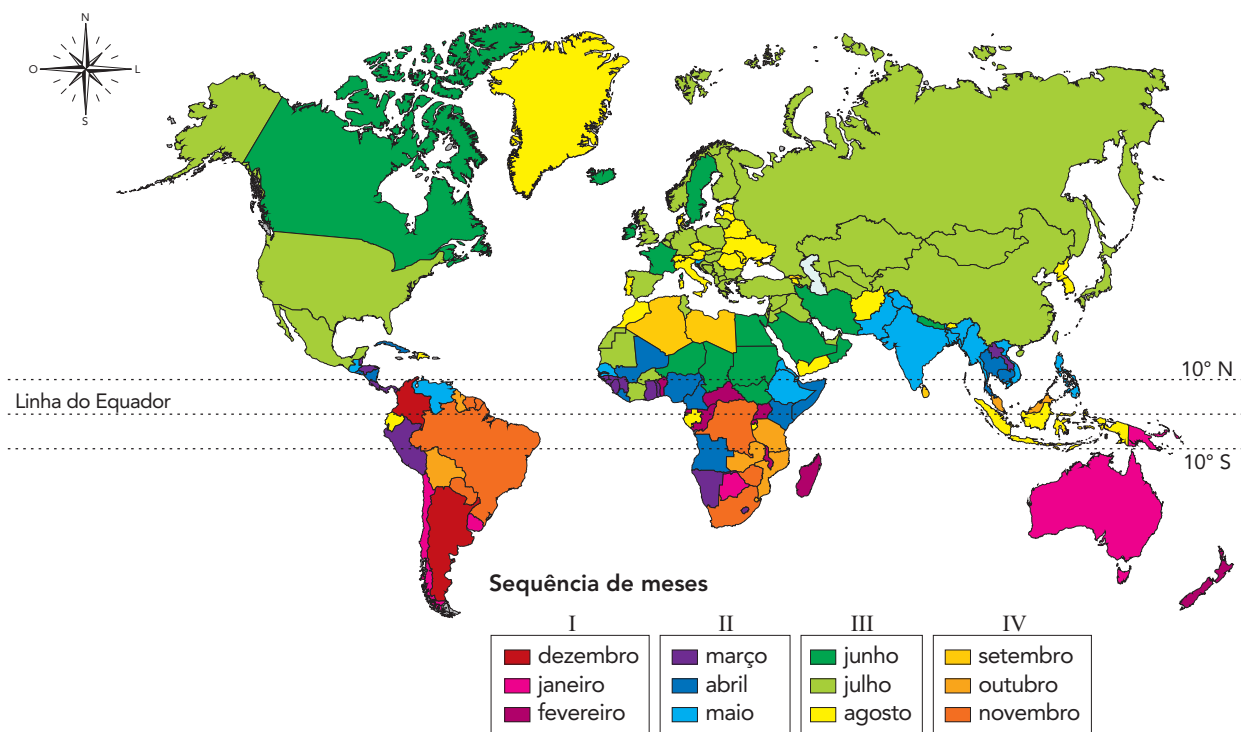 N
O L
S
10° N
Linha do Equador
10° S
Sequência de meses
I II III IV
dezembro março junho setembro
janeiro abril julho outubro
fevereiro maio agosto novembro